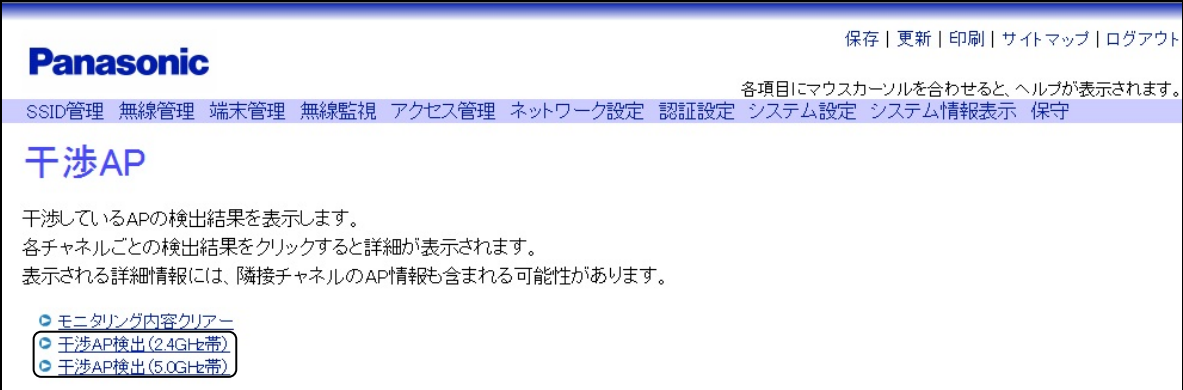 保存 | 更新 | 印刷 | サイトマップ | ログアウト
Panasonic
各項目にマウスカーソルを合わせると、ヘルプが表示されます。
SSID管理 無線管理 端末管理 無線監視 アクセス管理 ネットワーク設定 認証設定 システム設定 システム情報表示 保守
干渉AP
干渉しているAPの検出結果を表示します。
各チャネルごとの検出結果をクリックすると詳細が表示されます。
表示される詳細情報には、隣接チャネルのAP情報も含まれる可能性があります。
モニタリング内容クリアー
干渉AP検出(2.4GHz帯)
干渉AP検出(5.0GHz帯)